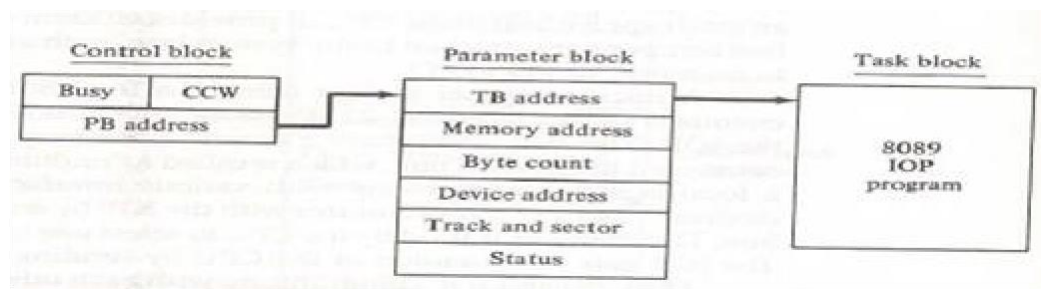 Control block
Busy
CCW
PB address
Parameter block
TB address
Memory address
Byte count
Device address
Track and sector
Status
Task block
8089
IOP
program